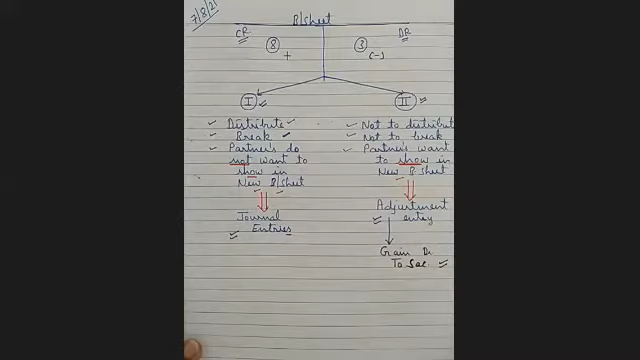 7/8/21
B/Sheet
CR
DR
8
3
+
(-)
I
II
Distribute
Break
Partner's do
not want to
show in
New B/Sheet
Journal
Entries
Not to distribut
Not to break
Partner's want
to show in
New B.Sheet
Adjustment
entry
Gain Dr
To Sac.